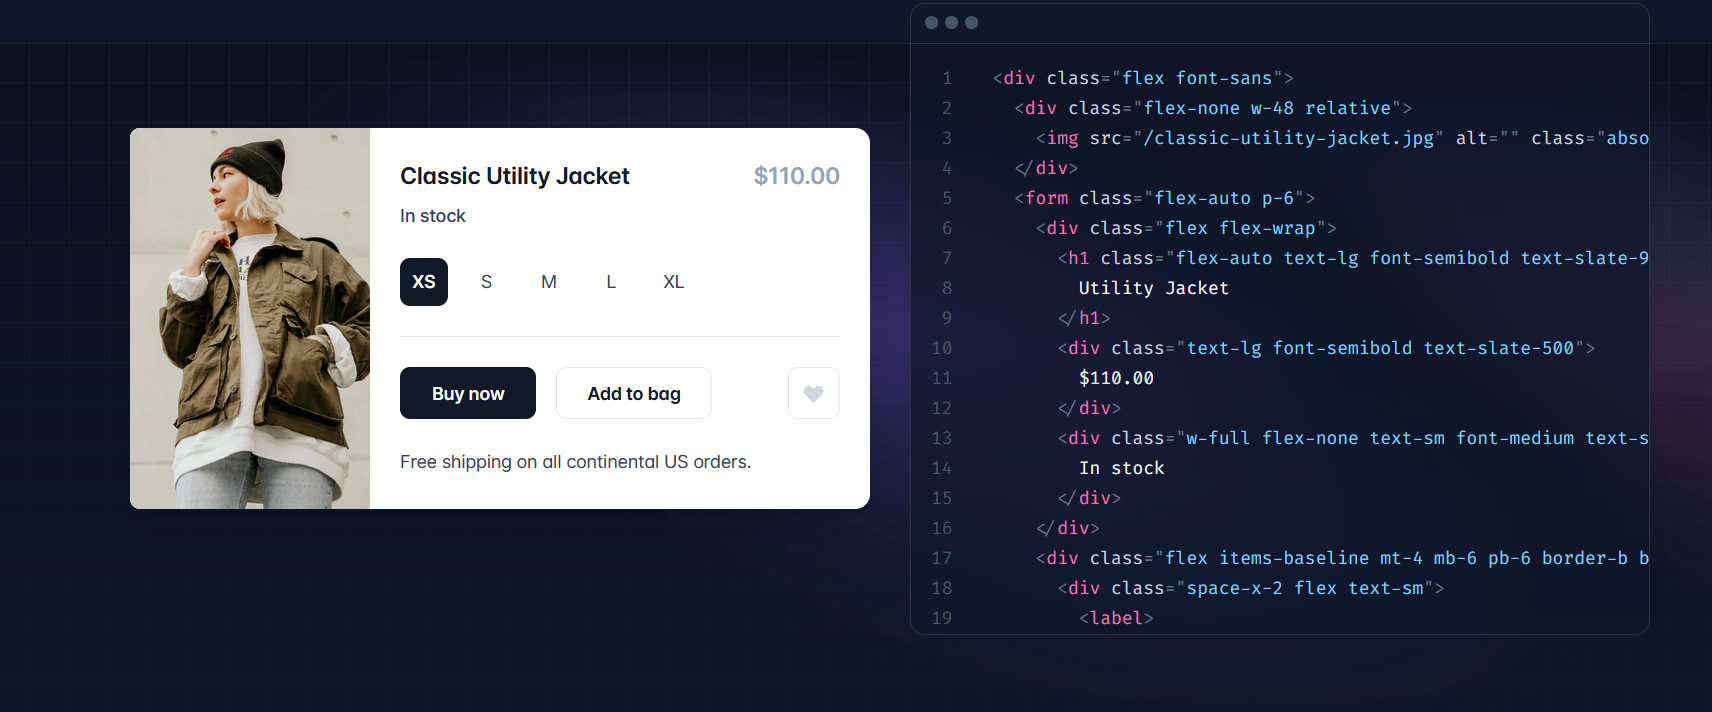 Classic Utility Jacket
$110.00
In stock
XS
S
M
L
XL
Buy now
Add to bag
Free shipping on all continental US orders.
1 <div class="flex font-sans">
2 <div class="flex-none w-48 relative">
3 <img src="/classic-utility-jacket.jpg" alt="" class="abso
4 </div>
5 <form class="flex-auto p-6">
6 <div class="flex flex-wrap">
7 <h1 class="flex-auto text-lg font-semibold text-slate-9
8 Utility Jacket
9 </h1>
10 <div class="text-lg font-semibold text-slate-500">
11 $110.00
12 </div>
13 <div class="w-full flex-none text-sm font-medium text-s
14 In stock
15 </div>
16 </div>
17 <div class="flex items-baseline mt-4 mb-6 pb-6 border-b b
18 <div class="space-x-2 flex text-sm">
19 <label>